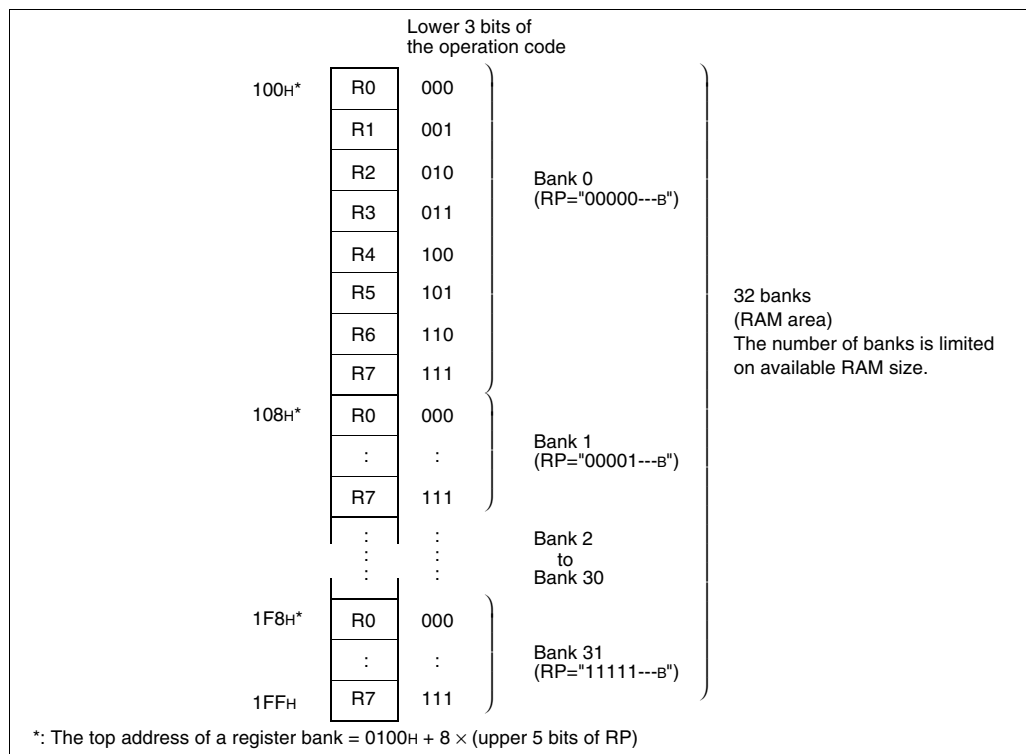 Lower 3 bits of
the operation code
100H* R0 000
R1 001
R2 010
Bank 0
(RP="00000---B")
R3 011
R4 100
R5 101
R6 110
R7 111
32 banks
(RAM area)
The number of banks is limited
on available RAM size.
108H* R0 000
: :
R7 111
Bank 1
(RP="00001---B")
: :
: :
: :
: :
Bank 2
to
Bank 30
1F8H* R0 000
: :
1FFH R7 111
Bank 31
(RP="11111---B")
*: The top address of a register bank = 0100H + 8 × (upper 5 bits of RP)